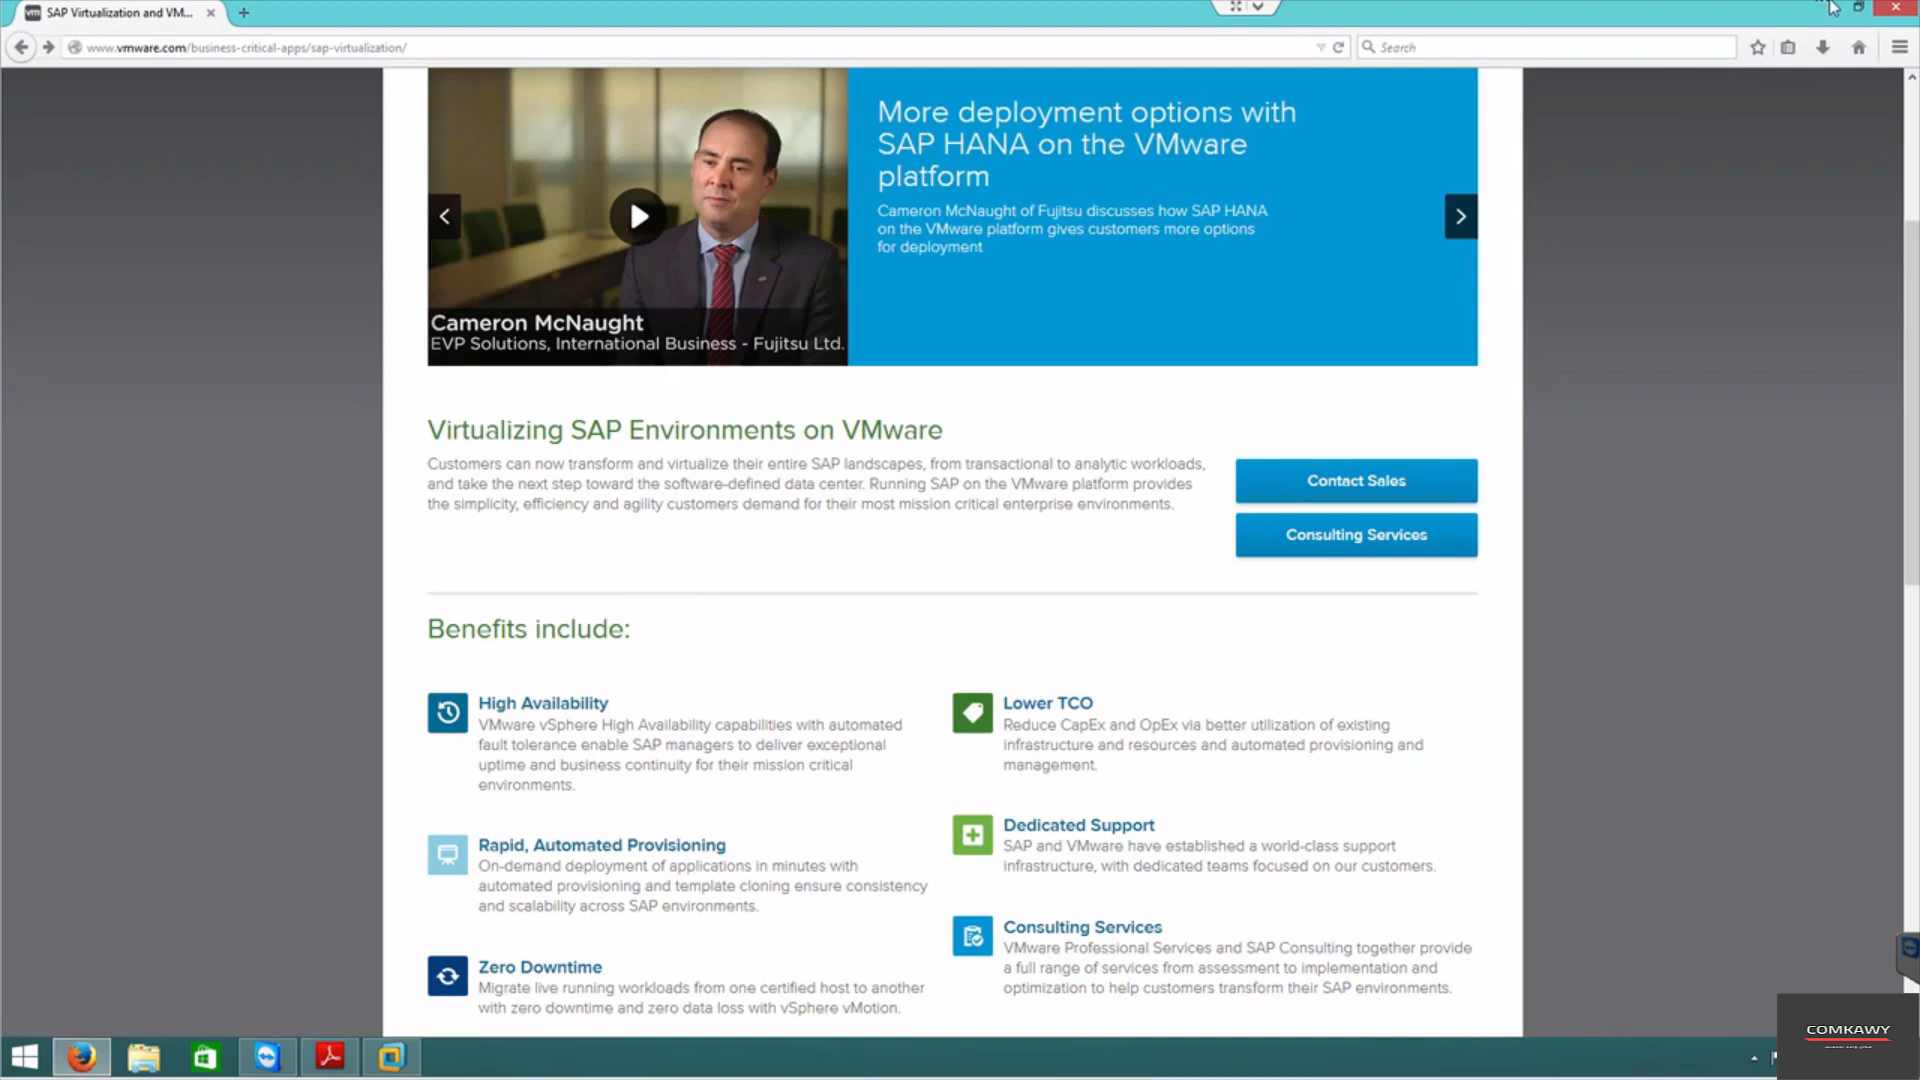 vm SAP Virtualization and VM...
www.vmware.com/business-critical-apps/sap-virtualization/
Search
More deployment options with
SAP HANA on the VMware
platform
Cameron McNaught of Fujitsu discusses how SAP HANA
on the VMware platform gives customers more options
for deployment
Cameron McNaught
EVP Solutions, International Business - Fujitsu Ltd.
Virtualizing SAP Environments on VMware
Customers can now transform and virtualize their entire SAP landscapes, from transactional to analytic workloads,
and take the next step toward the software-defined data center. Running SAP on the VMware platform provides
the simplicity, efficiency and agility customers demand for their most mission critical enterprise environments.
Contact Sales
Consulting Services
Benefits include:
High Availability
VMware vSphere High Availability capabilities with automated
fault tolerance enable SAP managers to deliver exceptional
uptime and business continuity for their mission critical
environments.
Rapid, Automated Provisioning
On-demand deployment of applications in minutes with
automated provisioning and template cloning ensure consistency
and scalability across SAP environments.
Zero Downtime
Migrate live running workloads from one certified host to another
with zero downtime and zero data loss with vSphere vMotion.
Lower TCO
Reduce CapEx and OpEx via better utilization of existing
infrastructure and resources and automated provisioning and
management.
Dedicated Support
SAP and VMware have established a world-class support
infrastructure, with dedicated teams focused on our customers.
Consulting Services
VMware Professional Services and SAP Consulting together provide
a full range of services from assessment to implementation and
optimization to help customers transform their SAP environments.
COMKAWY